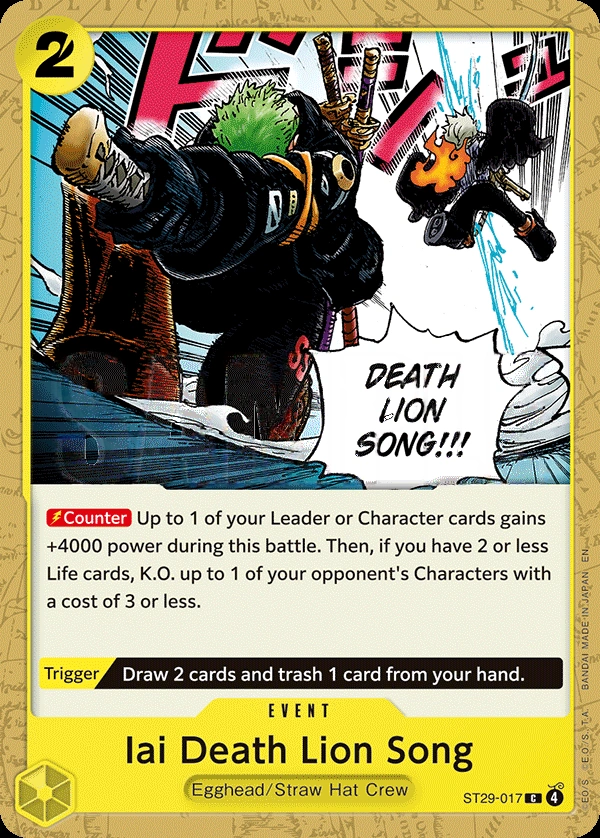 2
DEATH
LION
SONG!!!
Counter Up to 1 of your Leader or Character cards gains
+4000 power during this battle. Then, if you have 2 or less
Life cards, K.O. up to 1 of your opponent's Characters with
a cost of 3 or less.
Trigger Draw 2 cards and trash 1 card from your hand.
EVENT
Iai Death Lion Song
Egghead/Straw Hat Crew
ST29-017 C 4
BANDAI MADE IN JAPAN EN